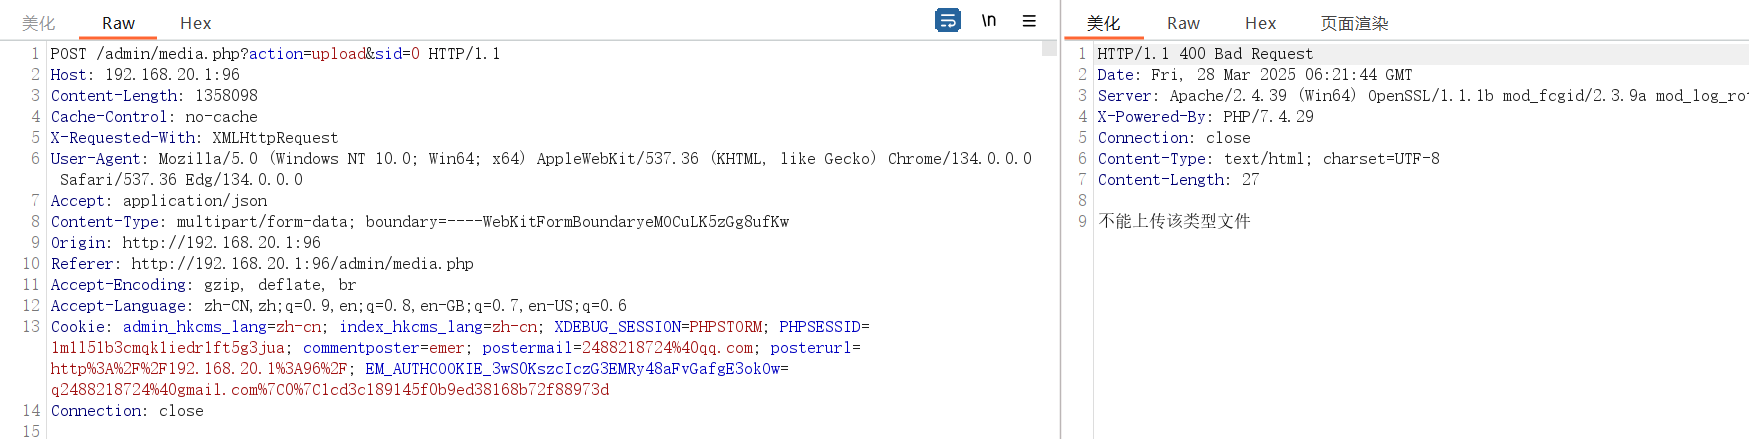 美化 Raw Hex \n
1 POST /admin/media.php?action=upload&sid=0 HTTP/1.1
2 Host: 192.168.20.1:96
3 Content-Length: 1358098
4 Cache-Control: no-cache
5 X-Requested-With: XMLHttpRequest
6 User-Agent: Mozilla/5.0 (Windows NT 10.0; Win64; x64) AppleWebKit/537.36 (KHTML, like Gecko) Chrome/134.0.0.0
Safari/537.36 Edg/134.0.0.0
7 Accept: application/json
8 Content-Type: multipart/form-data; boundary=----WebKitFormBoundaryeM0CuLK5zGg8ufKw
9 Origin: http://192.168.20.1:96
10 Referer: http://192.168.20.1:96/admin/media.php
11 Accept-Encoding: gzip, deflate, br
12 Accept-Language: zh-CN,zh;q=0.9,en;q=0.8,en-GB;q=0.7,en-US;q=0.6
13 Cookie: admin_hkcms_lang=zh-cn; index_hkcms_lang=zh-cn; XDEBUG_SESSION=PHPSTORM; PHPSESSID=
lm1l51b3cmqkliedrlft5g3jua; commentposter=emer; postermail=2488218724%40qq.com; posterurl=
http%3A%2F%2F192.168.20.1%3A96%2F; EM_AUTHCOOKIE_3wSOKszcIczG3EMRy48aFvGafgE3okOw=
q2488218724%40gmail.com%7C0%7C1cd3c189145f0b9ed38168b72f88973d
14 Connection: close
15
美化 Raw Hex 页面渲染
1 HTTP/1.1 400 Bad Request
2 Date: Fri, 28 Mar 2025 06:21:44 GMT
3 Server: Apache/2.4.39 (Win64) OpenSSL/1.1.1b mod_fcgid/2.3.9a mod_log_rot
4 X-Powered-By: PHP/7.4.29
5 Connection: close
6 Content-Type: text/html; charset=UTF-8
7 Content-Length: 27
8
9 不能上传该类型文件